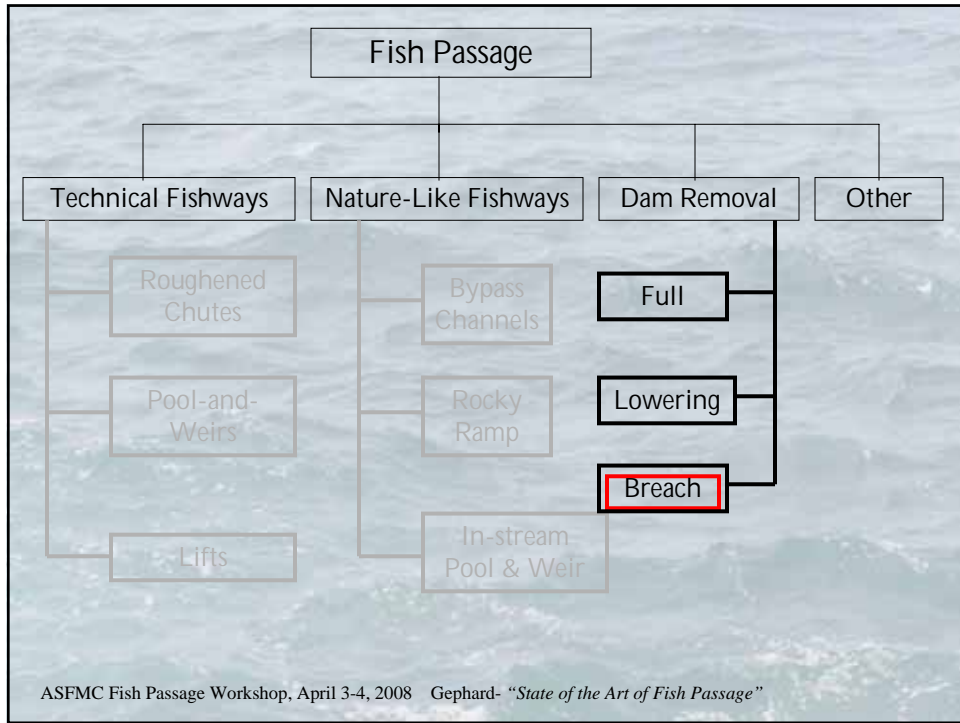 Fish Passage
Technical Fishways
Nature-Like Fishways
Dam Removal
Other
Roughened
Chutes
Bypass
Channels
Full
Pool-and-
Weirs
Rocky
Ramp
Lowering
Lifts
In-stream
Pool & Weir
Breach
ASFMC Fish Passage Workshop, April 3-4, 2008 Gephard- “State of the Art of Fish Passage”